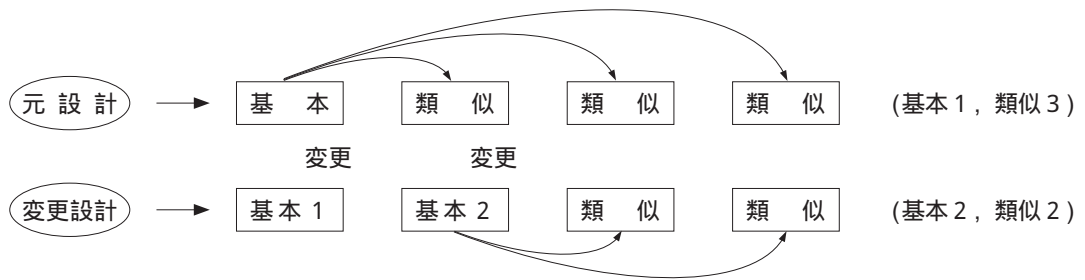 元設計 基本 類似 類似 類似 (基本1, 類似3)
変更 変更
変更設計 基本1 基本2 類似 類似 (基本2, 類似2)